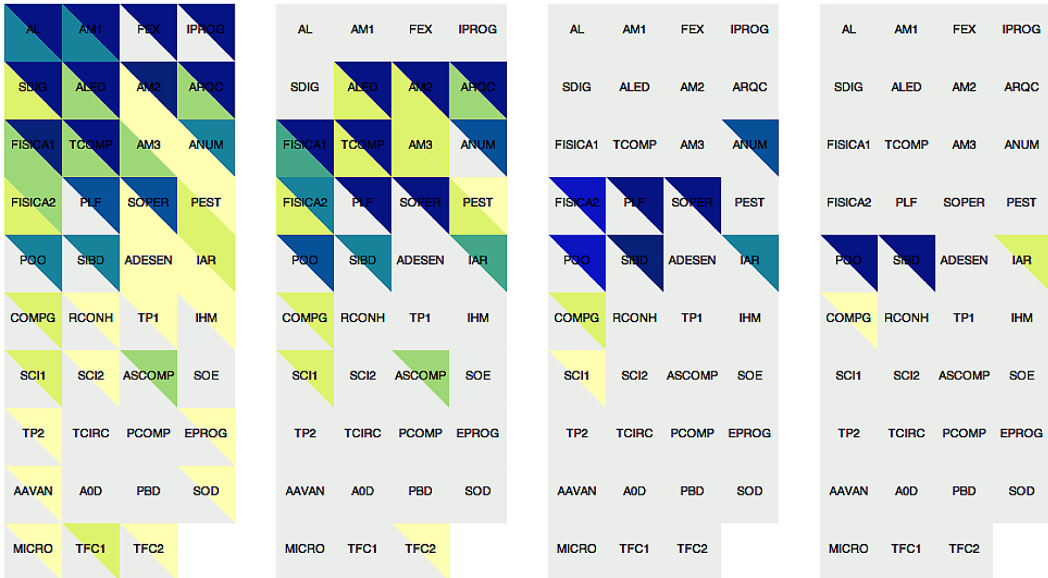 AL AM1 FEX IPROG AL AM1 FEX IPROG AL AM1 FEX IPROG AL AM1 FEX IPROG
SDIG ALED AM2 ARQC SDIG ALED AM2 ARQC SDIG ALED AM2 ARQC SDIG ALED AM2 ARQC
FISICA1 TCOMP AM3 ANUM FISICA1 TCOMP AM3 ANUM FISICA1 TCOMP AM3 ANUM FISICA1 TCOMP AM3 ANUM
FISICA2 PLF SOPER PEST FISICA2 PLF SOPER PEST FISICA2 PLF SOPER PEST FISICA2 PLF SOPER PEST
POO SIBD ADESEN IAR POO SIBD ADESEN IAR POO SIBD ADESEN IAR POO SIBD ADESEN IAR
COMPG RCONH TP1 IHM COMPG RCONH TP1 IHM COMPG RCONH TP1 IHM COMPG RCONH TP1 IHM
SCI1 SCI2 ASCOMP SOE SCI1 SCI2 ASCOMP SOE SCI1 SCI2 ASCOMP SOE SCI1 SCI2 ASCOMP SOE
TP2 TCIRC PCOMP EPROG TP2 TCIRC PCOMP EPROG TP2 TCIRC PCOMP EPROG TP2 TCIRC PCOMP EPROG
AAVAN A0D PBD SOD AAVAN A0D PBD SOD AAVAN A0D PBD SOD AAVAN A0D PBD SOD
MICRO TFC1 TFC2 MICRO TFC1 TFC2 MICRO TFC1 TFC2 MICRO TFC1 TFC2